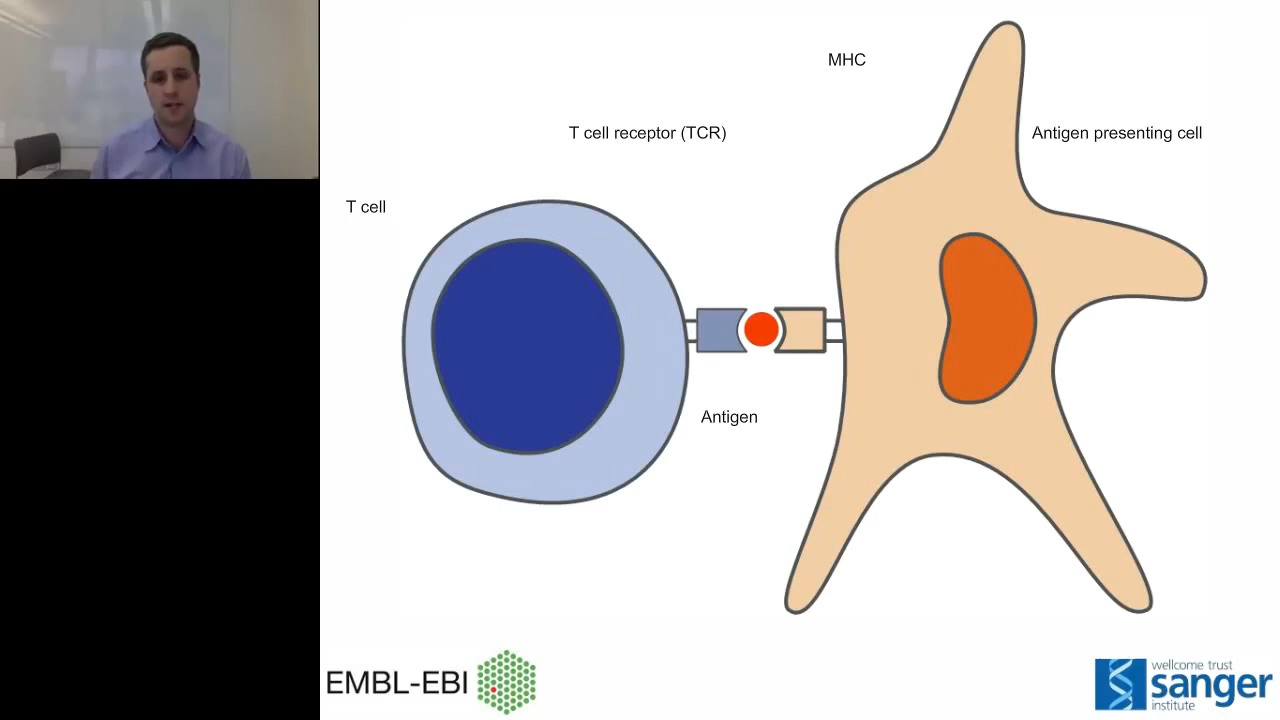 MHC
T cell receptor (TCR)
Antigen presenting cell
T cell
Antigen
EMBL-EBI
wellcome trust
sanger
institute